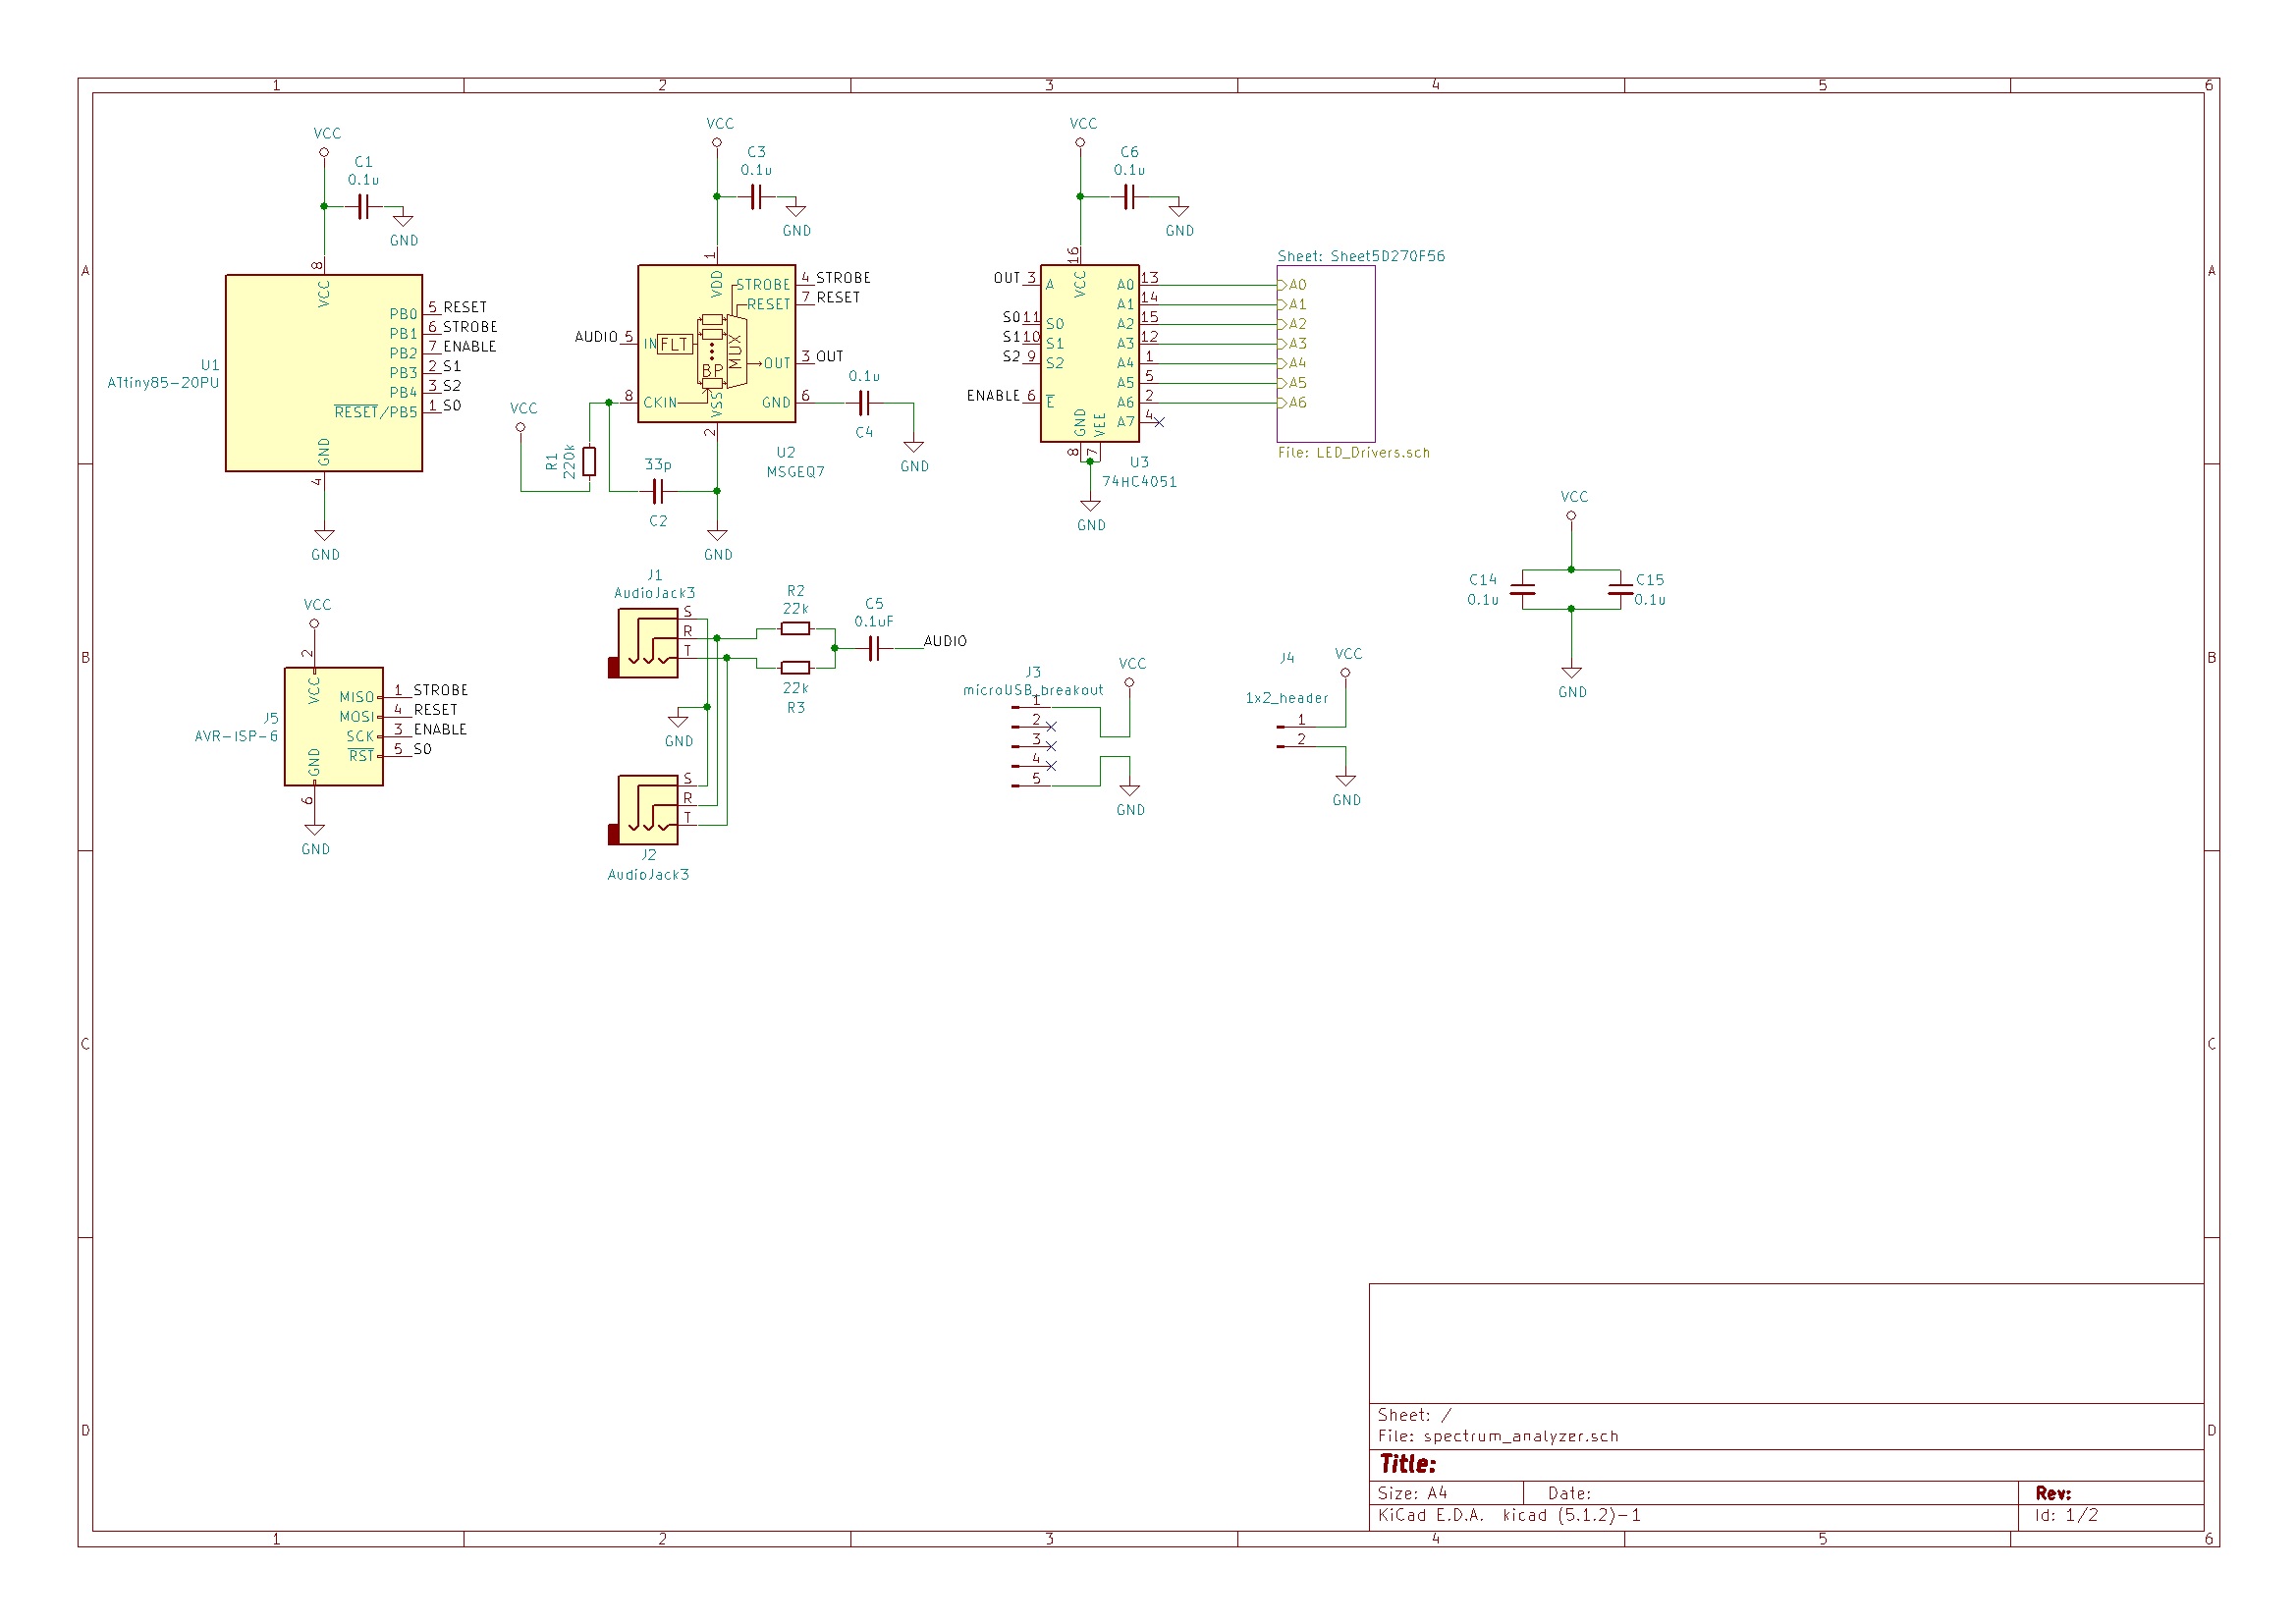 1 2 3 4 5 6
A
B
C
D
VCC
C1
0.1u
GND
8
VCC
PB0 5 RESET
PB1 6 STROBE
PB2 7 ENABLE
PB3 2 S1
PB4 3 S2
RESET/PB5 1 S0
U1
ATtiny85-20PU
GND
4
GND
VCC
C3
0.1u
GND
1
VDD
STROBE 4 STROBE
RESET 7 RESET
AUDIO 5 IN
FLT
BP
MUX
OUT 3 OUT
8 CKIN
VSS
GND 6
2
0.1u
C4
GND
U2
MSGEQ7
VCC
R1
220k
33p
C2
GND
VCC
C6
0.1u
GND
16
VCC
OUT 3 A
S0 11 S0
S1 10 S1
S2 9 S2
ENABLE 6 E
A0 13
A1 14
A2 15
A3 12
A4 1
A5 5
A6 2
A7 4
GND
VEE
8
7
U3
74HC4051
GND
Sheet: Sheet5D270F56
A0
A1
A2
A3
A4
A5
A6
File: LED_Drivers.sch
VCC
C14
0.1u
C15
0.1u
GND
VCC
2
VCC
MISO 1 STROBE
MOSI 4 RESET
SCK 3 ENABLE
RST 5 S0
J5
AVR-ISP-6
GND
6
GND
J1
AudioJack3
S
R
T
R2
22k
22k
R3
C5
0.1uF
AUDIO
GND
S
R
T
J2
AudioJack3
J3
microUSB_breakout
1
2
3
4
5
VCC
GND
J4
1x2_header
1
2
VCC
GND
Sheet: /
File: spectrum_analyzer.sch
Title:
Size: A4
Date:
Rev:
KiCad E.D.A. kicad (5.1.2)-1
Id: 1/2
A
B
C
D
1 2 3 4 5 6